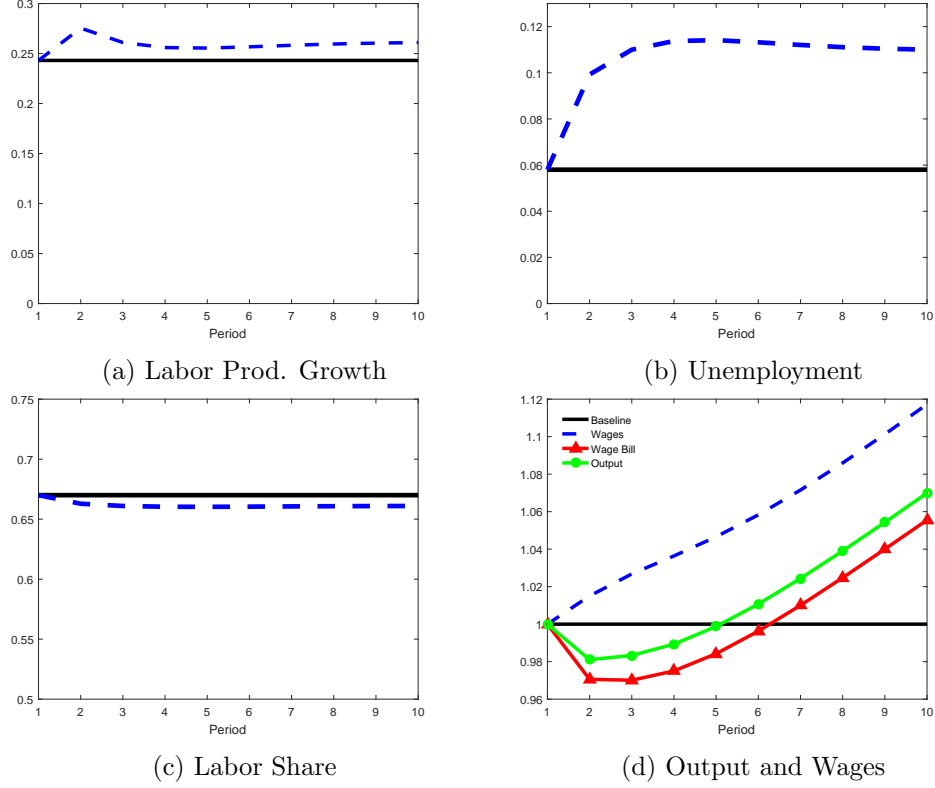 0.3
0.25
0.2
0.15
0.1
0.05
0
1 2 3 4 5 6 7 8 9 10
Period
(a) Labor Prod. Growth
0.12
0.1
0.08
0.06
0.04
0.02
0
1 2 3 4 5 6 7 8 9 10
Period
(b) Unemployment
0.75
0.7
0.65
0.6
0.55
0.5
1 2 3 4 5 6 7 8 9 10
Period
(c) Labor Share
1.12
1.1
1.08
1.06
1.04
1.02
1
0.98
0.96
Baseline
Wages
Wage Bill
Output
1 2 3 4 5 6 7 8 9 10
Period
(d) Output and Wages